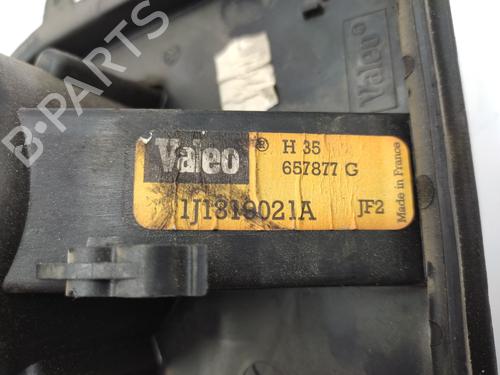 Valeo
Valeo ® H 35
657877 G
1J1819021A JF2
Made in France
B-PARTS